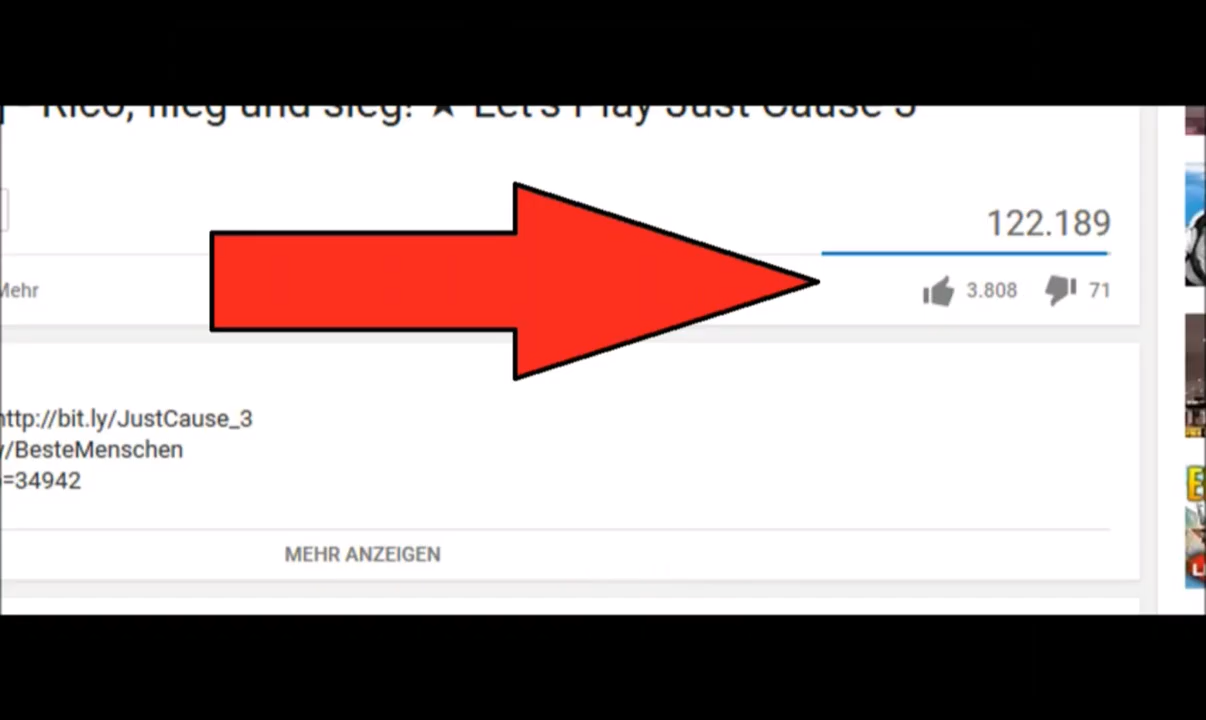 Rico, flieg und sieg! ★ Let's Play Just Cause 3
122.189
Mehr
3.808 71
http://bit.ly/JustCause_3
y/BesteMenschen
=34942
MEHR ANZEIGEN